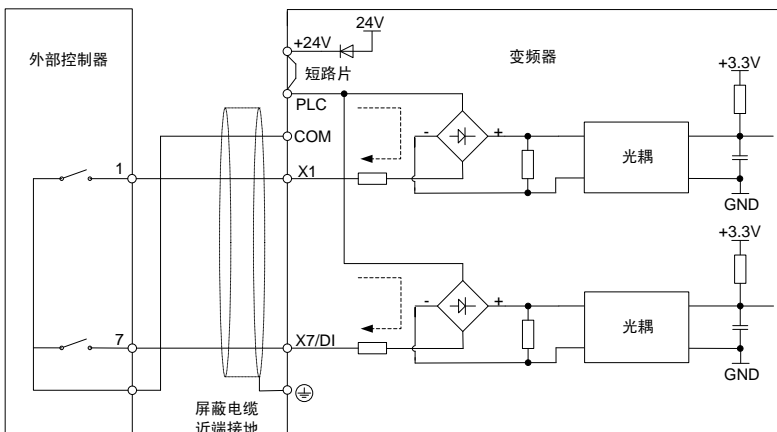 外部控制器
+24V
24V
短路片
PLC
COM
变频器
+3.3V
1
X1
-
+
光耦
GND
+3.3V
7
X7/DI
-
+
光耦
GND
屏蔽电缆
近端接地